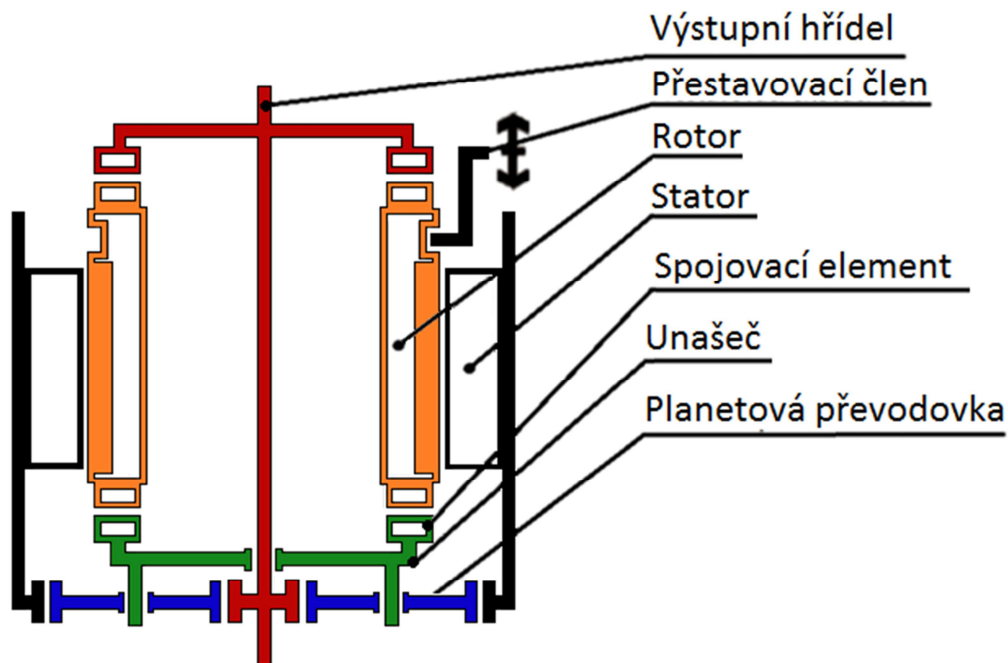 Výstupní hřídel
Přestavovací člen
Rotor
Stator
Spojovací element
Unašeč
Planetová převodovka